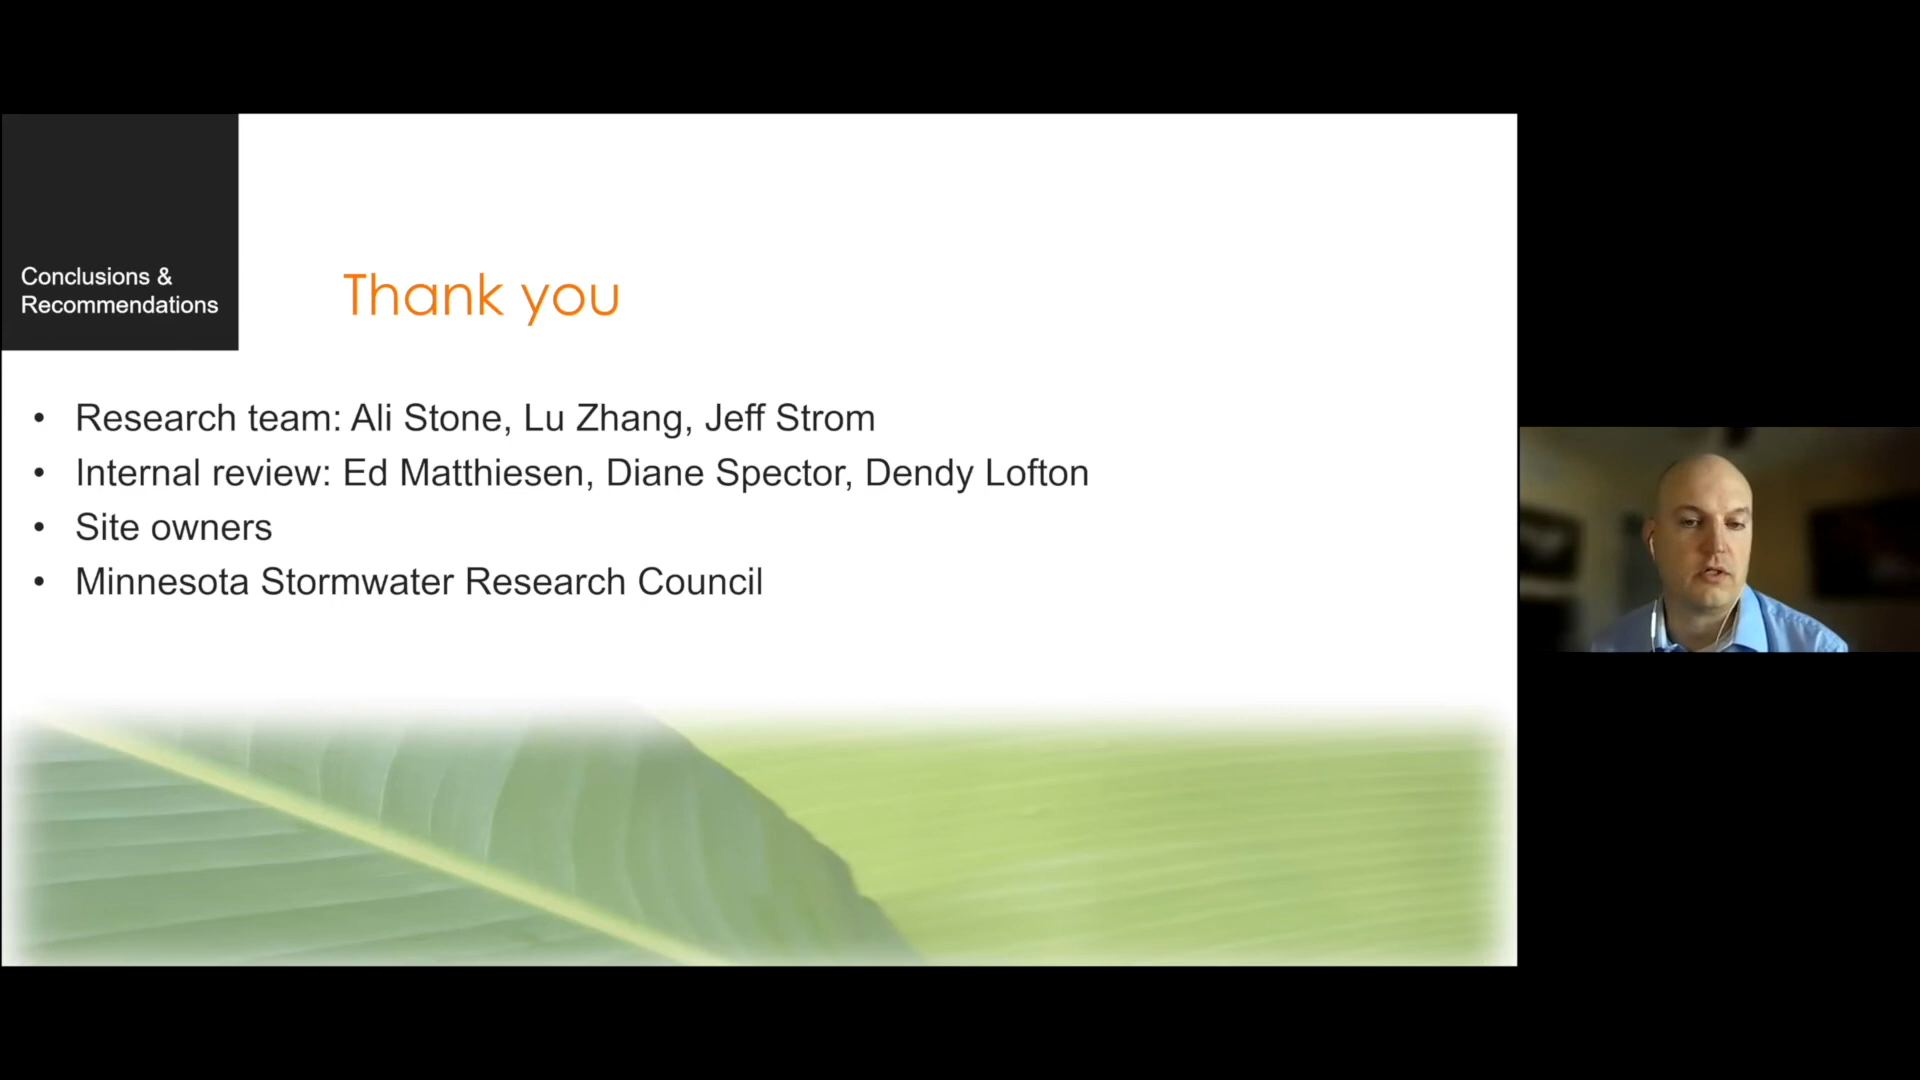 Conclusions &
Recommendations
Thank you
• Research team: Ali Stone, Lu Zhang, Jeff Strom
• Internal review: Ed Matthiesen, Diane Spector, Dendy Lofton
• Site owners
• Minnesota Stormwater Research Council